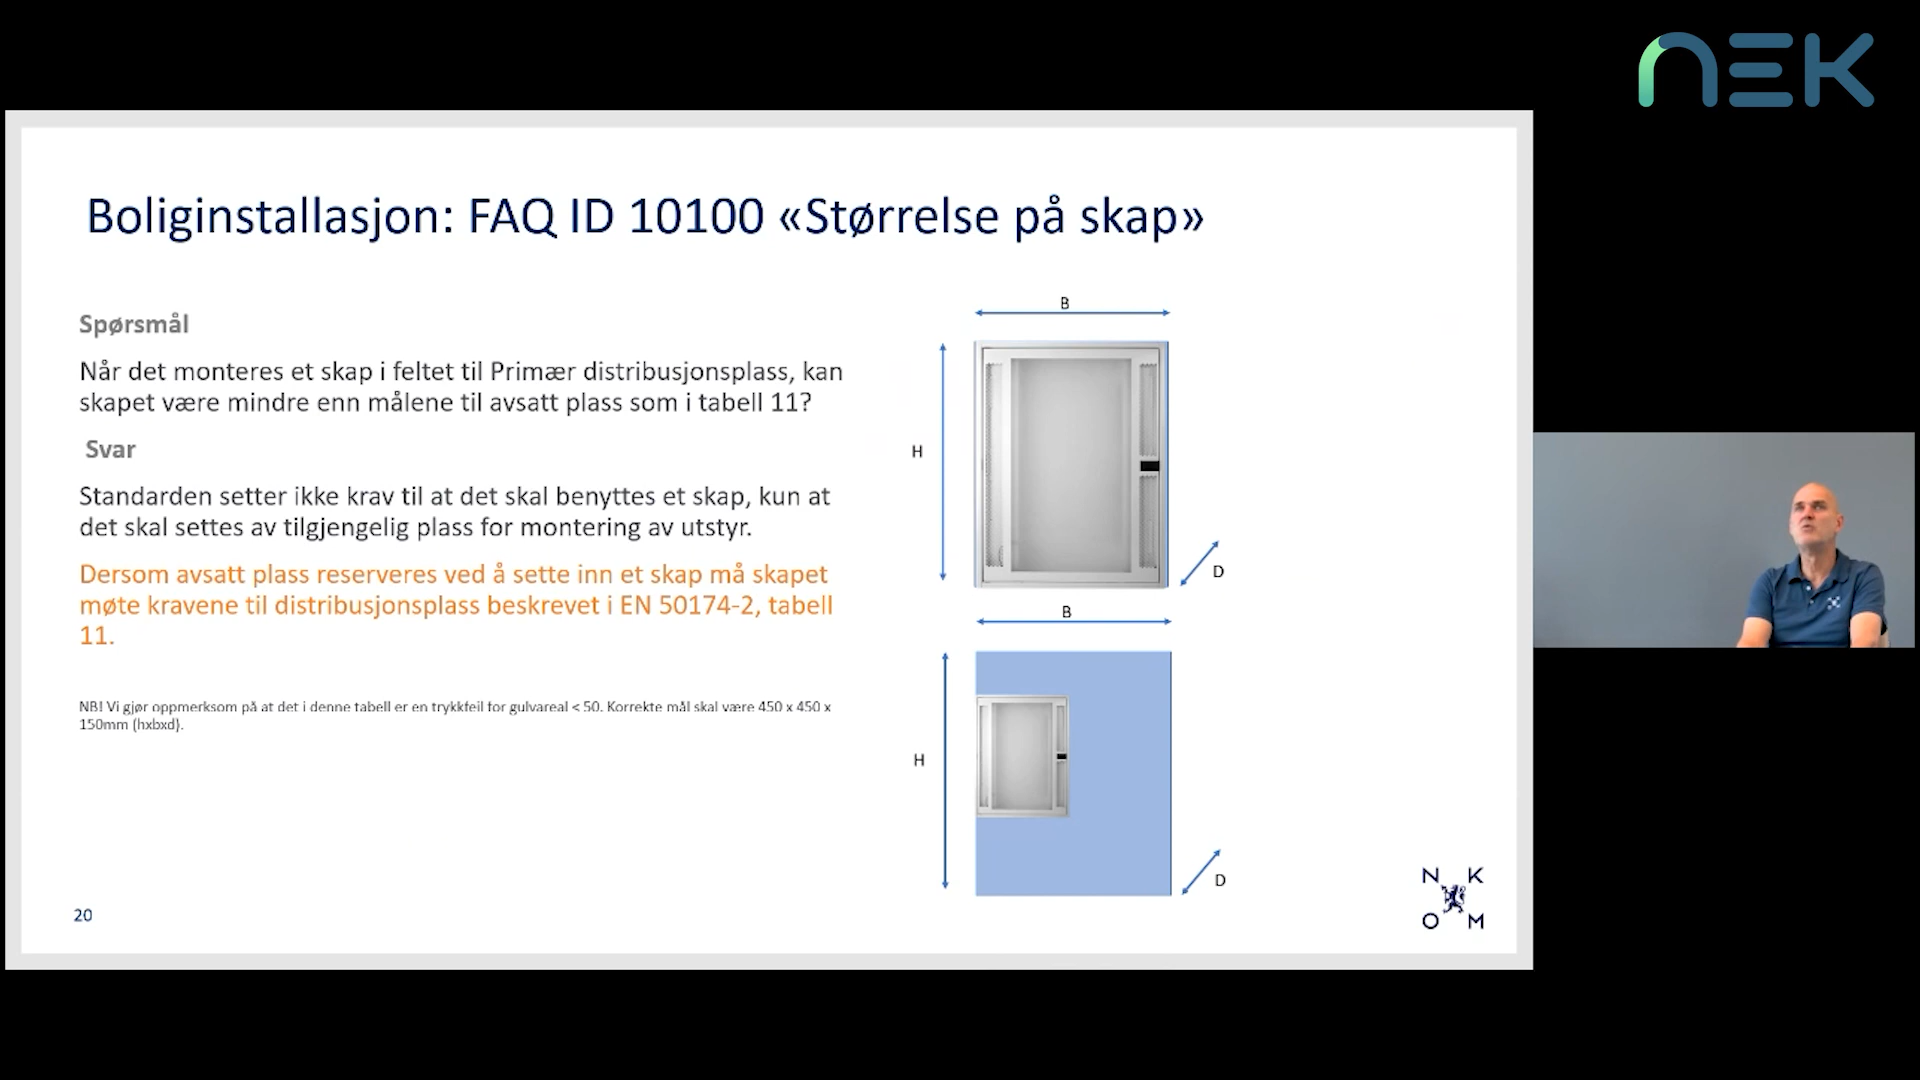 NEK
Boliginstallasjon: FAQ ID 10100 «Størrelse på skap»
Spørsmål
Når det monteres et skap i feltet til Primær distribusjonsplass, kan
skapet være mindre enn målene til avsatt plass som i tabell 11?
Svar
Standarden setter ikke krav til at det skal benyttes et skap, kun at
det skal settes av tilgjengelig plass for montering av utstyr.
Dersom avsatt plass reserveres ved å sette inn et skap må skapet
møte kravene til distribusjonsplass beskrevet i EN 50174-2, tabell
11.
NB! Vi gjør oppmerksom på at det i denne tabell er en trykkfeil for gulvareal < 50. Korrekte mål skal være 450 x 450 x
150mm (hxbxd).
B
H
D
B
H
D
20
N K
O M